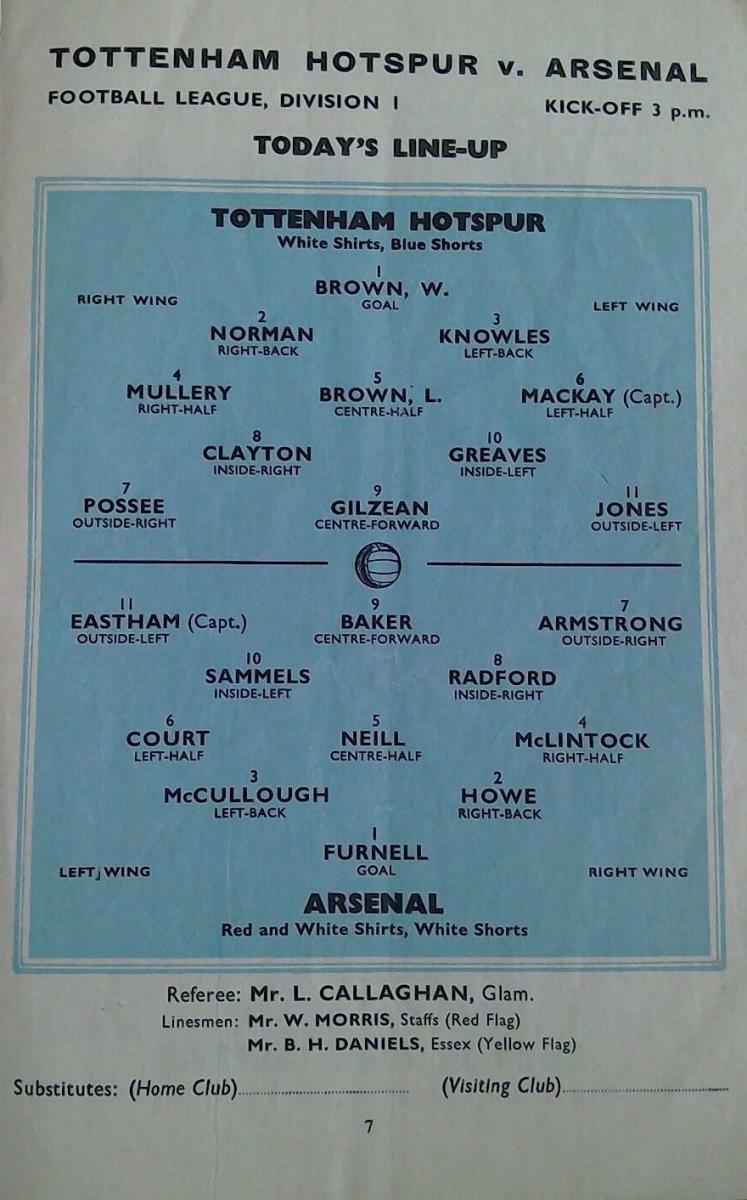 TOTTENHAM HOTSPUR v. ARSENAL
FOOTBALL LEAGUE, DIVISION I KICK-OFF 3 p.m.
TODAY'S LINE-UP
TOTTENHAM HOTSPUR
White Shirts, Blue Shorts
1
BROWN, W.
RIGHT WING GOAL LEFT WING
2 3
NORMAN KNOWLES
RIGHT-BACK LEFT-BACK
4 5 6
MULLERY BROWN, L. MACKAY (Capt.)
RIGHT-HALF CENTRE-HALF LEFT-HALF
8 10
CLAYTON GREAVES
INSIDE-RIGHT INSIDE-LEFT
7 9 11
POSSEE GILZEAN JONES
OUTSIDE-RIGHT CENTRE-FORWARD OUTSIDE-LEFT
11 9 7
EASTHAM (Capt.) BAKER ARMSTRONG
OUTSIDE-LEFT CENTRE-FORWARD OUTSIDE-RIGHT
10 8
SAMMELS RADFORD
INSIDE-LEFT INSIDE-RIGHT
6 5 4
COURT NEILL McLINTOCK
LEFT-HALF CENTRE-HALF RIGHT-HALF
3 2
McCULLOUGH HOWE
LEFT-BACK RIGHT-BACK
1
FURNELL
LEFT WING GOAL RIGHT WING
ARSENAL
Red and White Shirts, White Shorts
Referee: Mr. L. CALLAGHAN, Glam.
Linesmen: Mr. W. MORRIS, Staffs (Red Flag)
Mr. B. H. DANIELS, Essex (Yellow Flag)
Substitutes: (Home Club)........................ (Visiting Club)........................
7